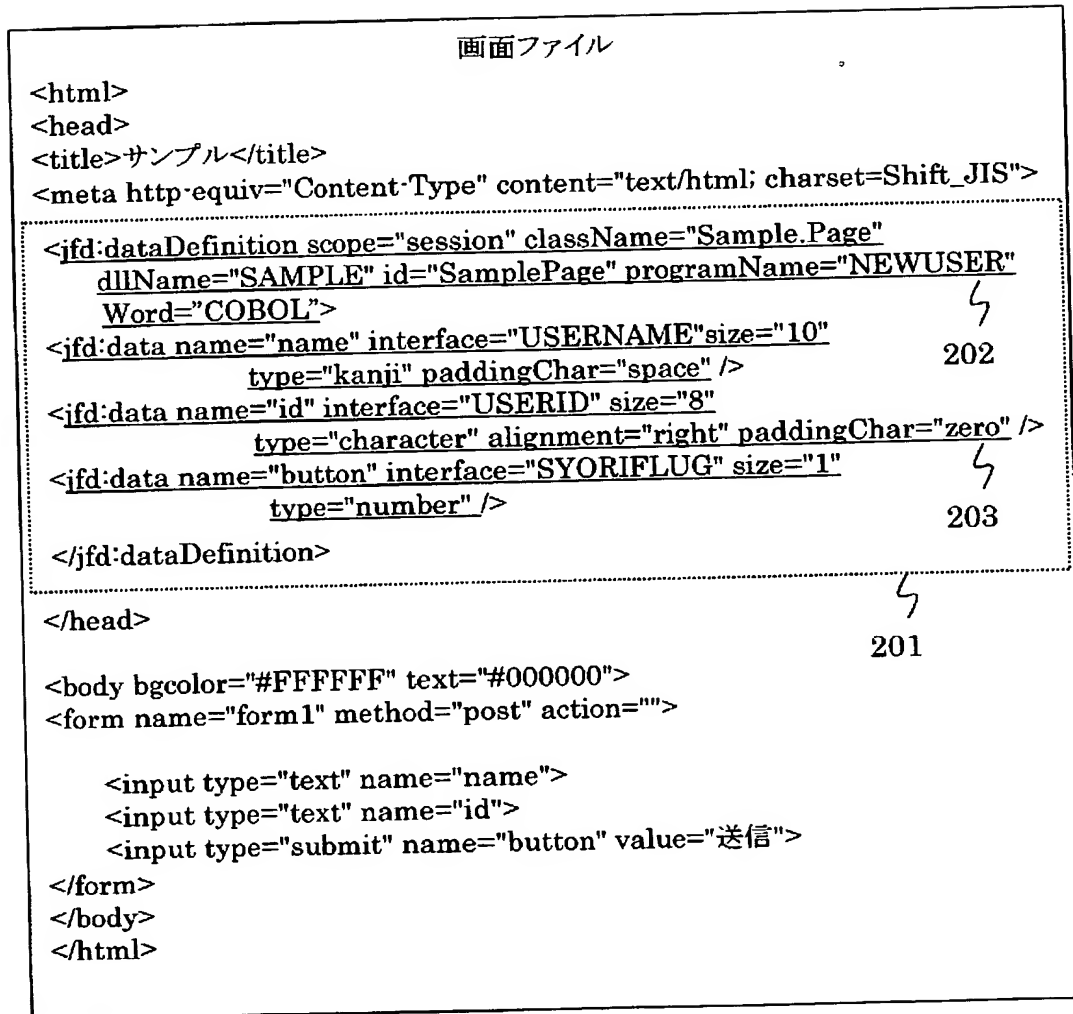 画面ファイル
<html>
<head>
<title>サンプル</title>
<meta http-equiv="Content-Type" content="text/html; charset=Shift_JIS">
<jfd:dataDefinition scope="session" className="Sample.Page"
dllName="SAMPLE" id="SamplePage" programName="NEWUSER"
Word="COBOL">
<jfd:data name="name" interface="USERNAME"size="10"
type="kanji" paddingChar="space" />
202
<jfd:data name="id" interface="USERID" size="8"
type="character" alignment="right" paddingChar="zero" />
<jfd:data name="button" interface="SYORIFLUG" size="1"
type="number" />
203
</jfd:dataDefinition>
</head>
201
<body bgcolor="#FFFFFF" text="#000000">
<form name="form1" method="post" action="">
<input type="text" name="name">
<input type="text" name="id">
<input type="submit" name="button" value="送信">
</form>
</body>
</html>